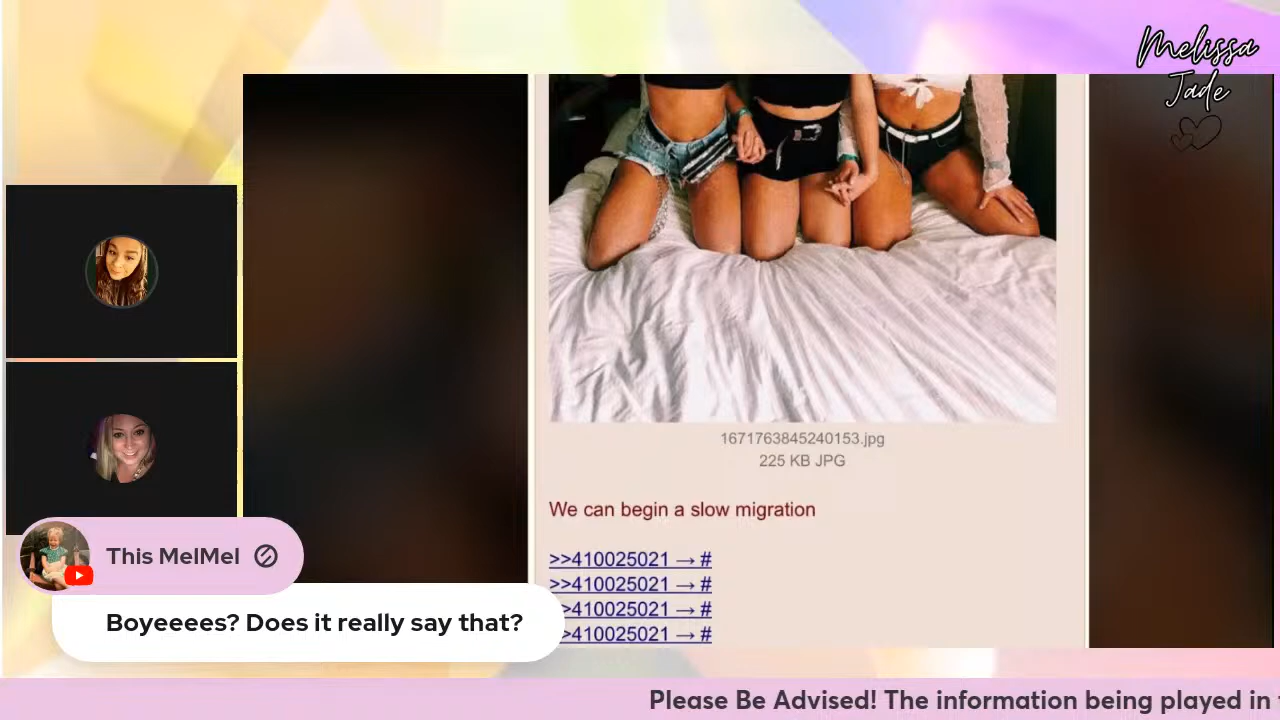 Melissa
Jade
1671763845240153.jpg
225 KB JPG
We can begin a slow migration
>>410025021 → #
>>410025021 → #
>>410025021 → #
>>410025021 → #
This MelMel
Boyeeees? Does it really say that?
Please Be Advised! The information being played in